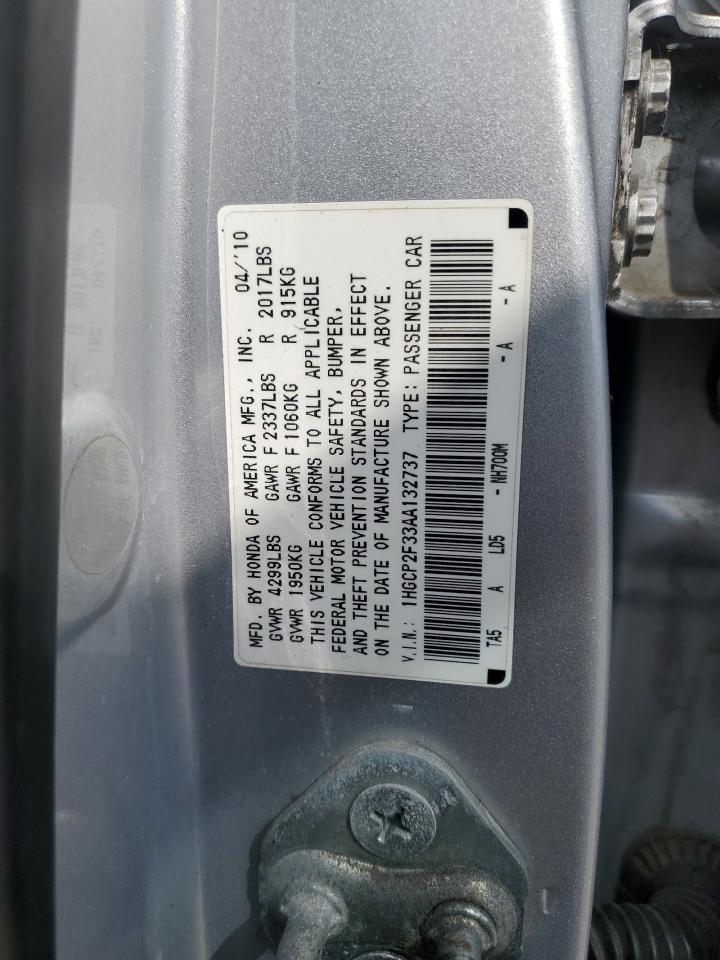 MFD. BY HONDA OF AMERICA MFG., INC. 04/'10
GVWR 4299LBS GAWR F 2337LBS R 2017LBS
GVWR 1950KG GAWR F 1060KG R 915KG
THIS VEHICLE CONFORMS TO ALL APPLICABLE
FEDERAL MOTOR VEHICLE SAFETY, BUMPER,
AND THEFT PREVENTION STANDARDS IN EFFECT
ON THE DATE OF MANUFACTURE SHOWN ABOVE.
V.I.N.: 1HGCP2F33AA132737 TYPE: PASSENGER CAR
TA5 A LD5 - NH700M - A - A